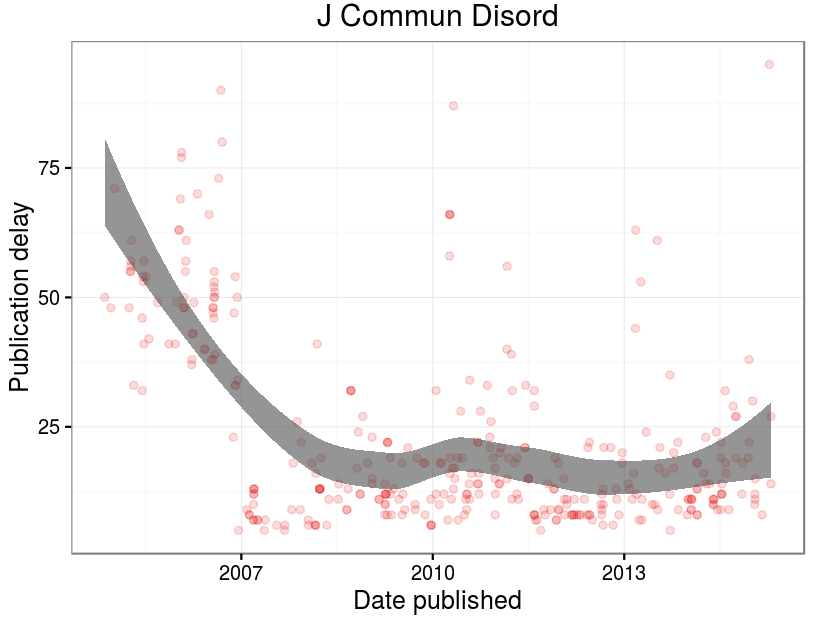 J Commun Disord
Publication delay
75
50
25
2007 2010 2013
Date published